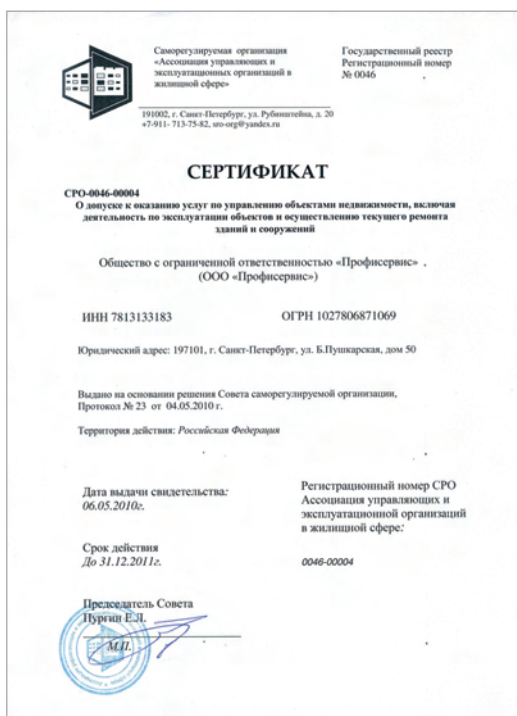 Саморегулируемая организация
«Ассоциация управляющих и
эксплуатационных организаций в
жилищной сфере»
Государственный реестр
Регистрационный номер
№ 0046
191002, г. Санкт-Петербург, ул. Рубинштейна, д. 20
+7-911- 713-75-82, sro-org@yandex.ru
СЕРТИФИКАТ
СРО-0046-00004
О допуске к оказанию услуг по управлению объектами недвижимости, включая
деятельность по эксплуатации объектов и осуществлению текущего ремонта
зданий и сооружений
Общество с ограниченной ответственностью «Профисервис»
(ООО «Профисервис»)
ИНН 7813133183
ОГРН 1027806871069
Юридический адрес: 197101, г. Санкт-Петербург, ул. Б.Пушкарская, дом 50
Выдано на основании решения Совета саморегулируемой организации,
Протокол № 23 от 04.05.2010 г.
Территория действия: Российская Федерация
Дата выдачи свидетельства:
06.05.2010г.
Регистрационный номер СРО
Ассоциация управляющих и
эксплуатационной организаций
в жилищной сфере:
Срок действия
До 31.12.2011г.
0046-00004
Председатель Совета
Пургин Е.Л.
М.П.